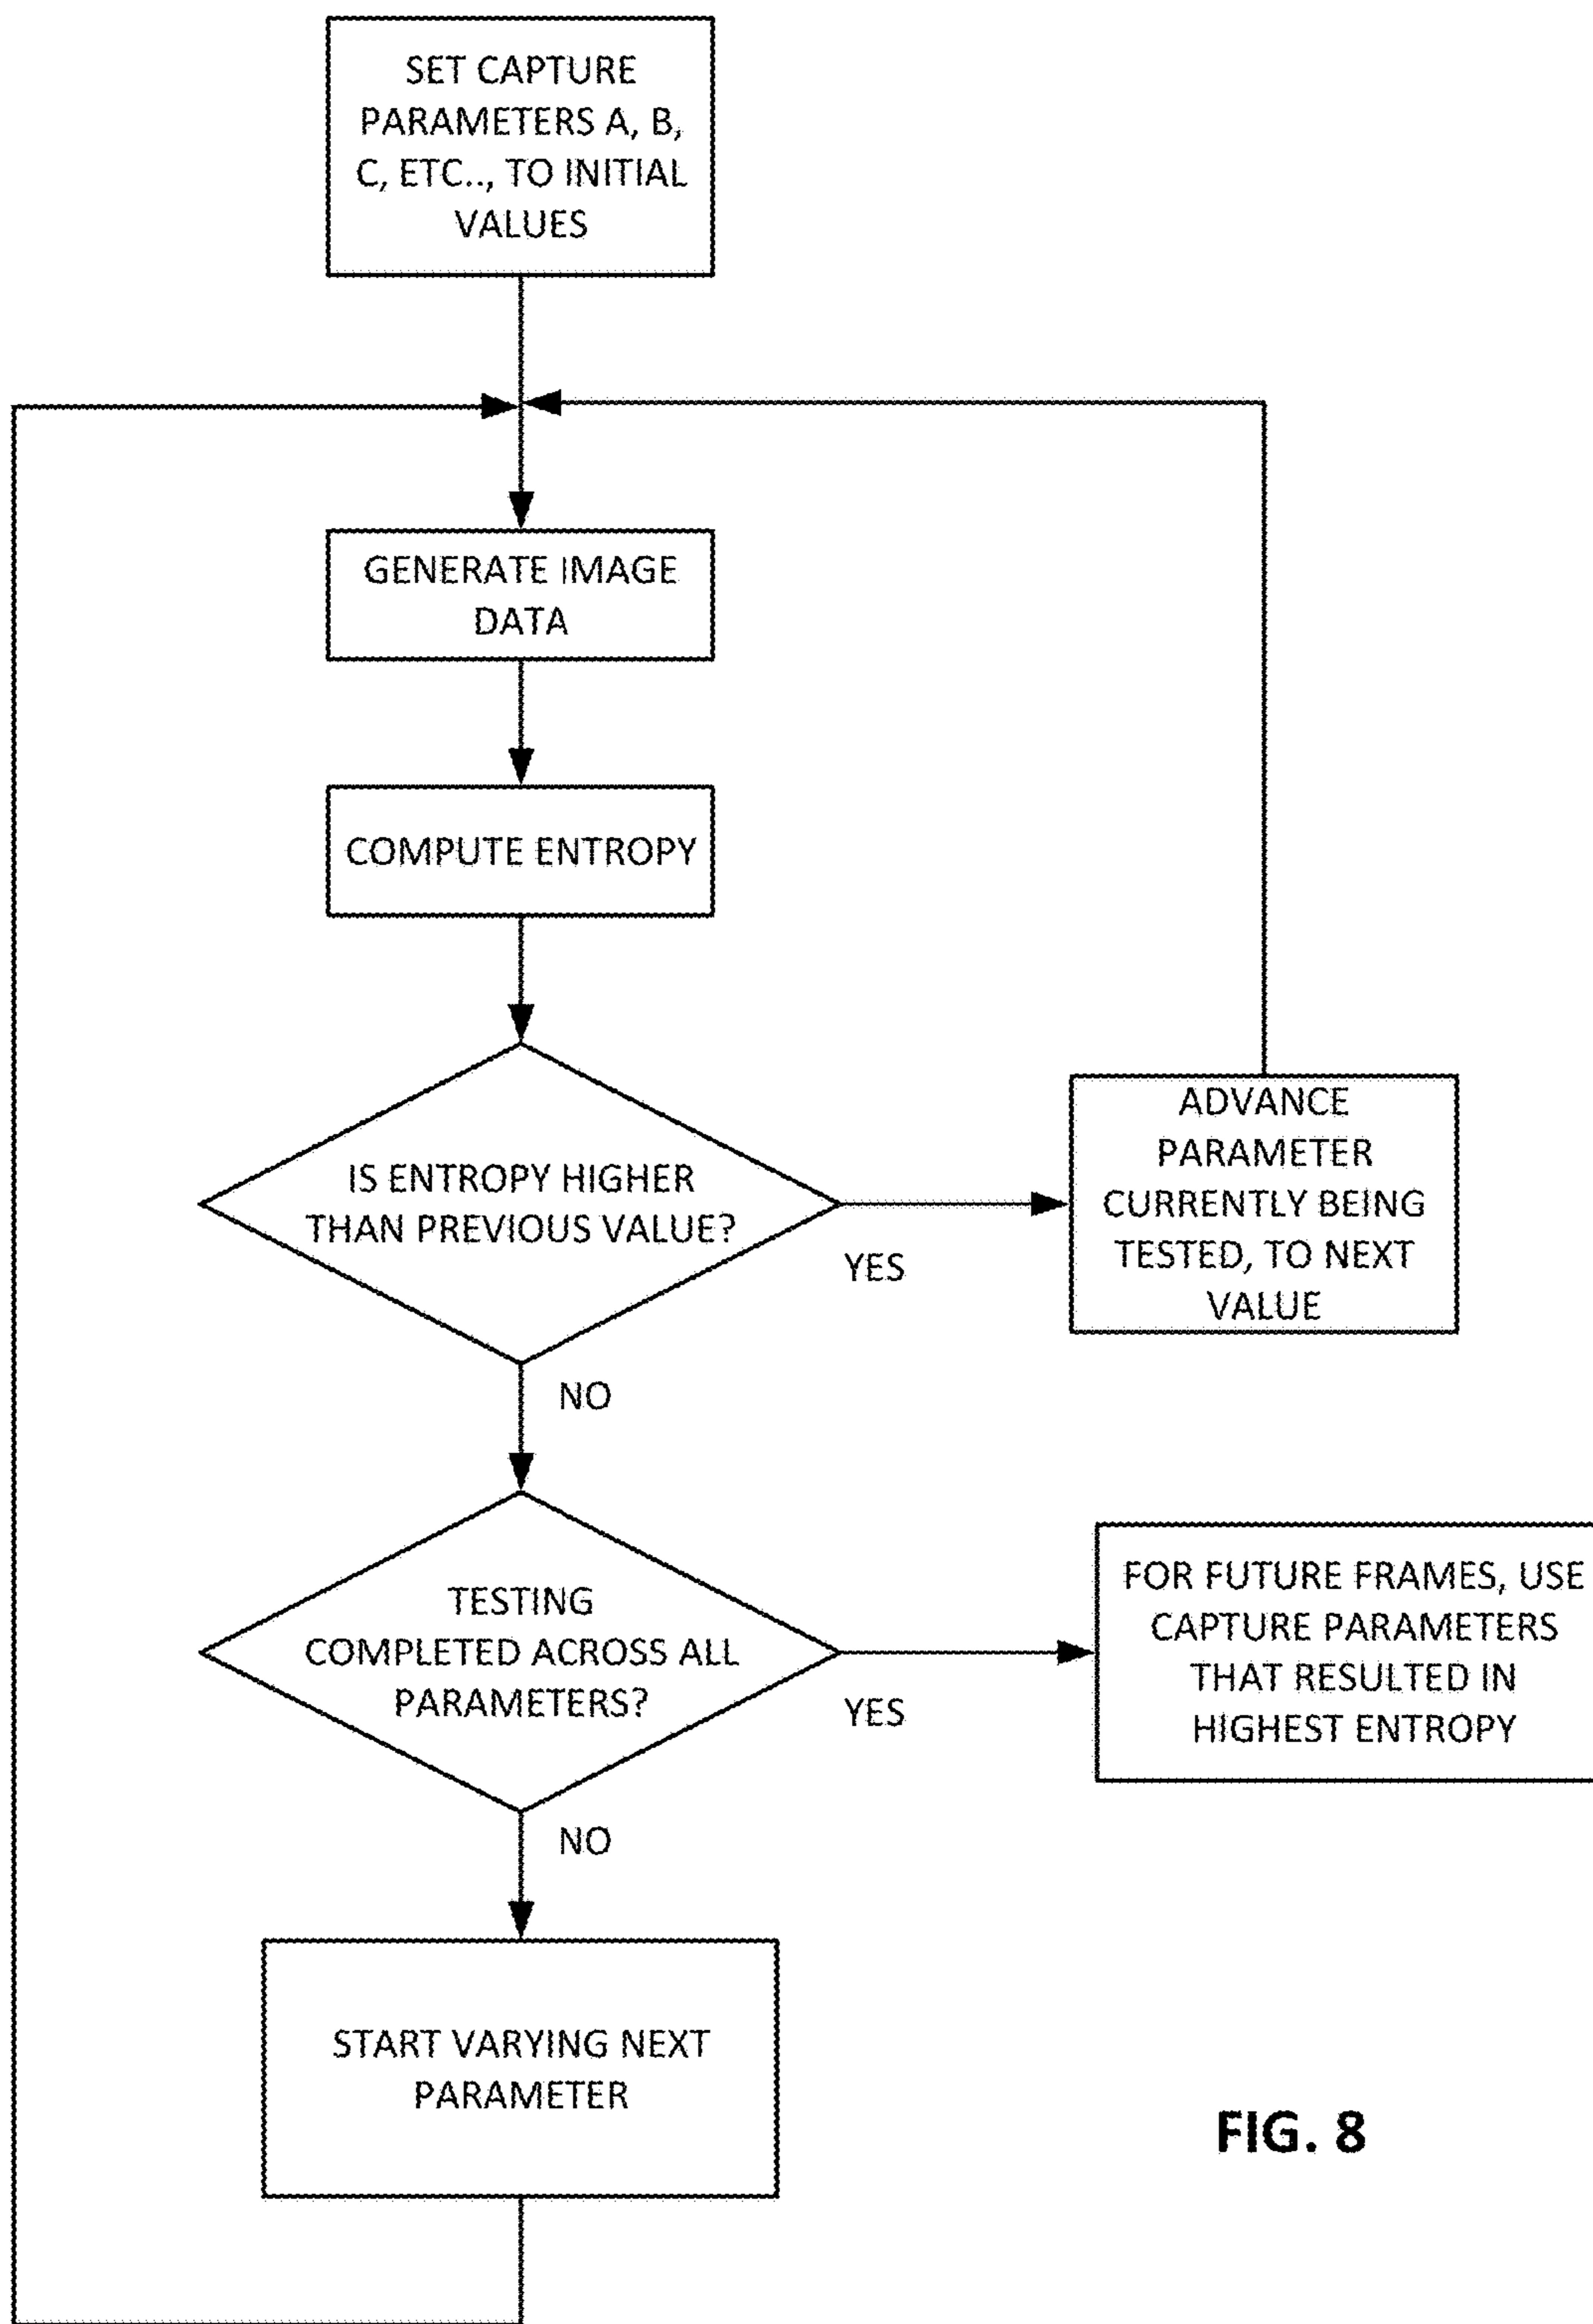 SET CAPTURE
PARAMETERS A, B,
C, ETC.., TO INITIAL
VALUES
GENERATE IMAGE
DATA
COMPUTE ENTROPY
IS ENTROPY HIGHER
THAN PREVIOUS VALUE?
YES
ADVANCE
PARAMETER
CURRENTLY BEING
TESTED, TO NEXT
VALUE
NO
TESTING
COMPLETED ACROSS ALL
PARAMETERS?
YES
FOR FUTURE FRAMES, USE
CAPTURE PARAMETERS
THAT RESULTED IN
HIGHEST ENTROPY
NO
START VARYING NEXT
PARAMETER
FIG. 8